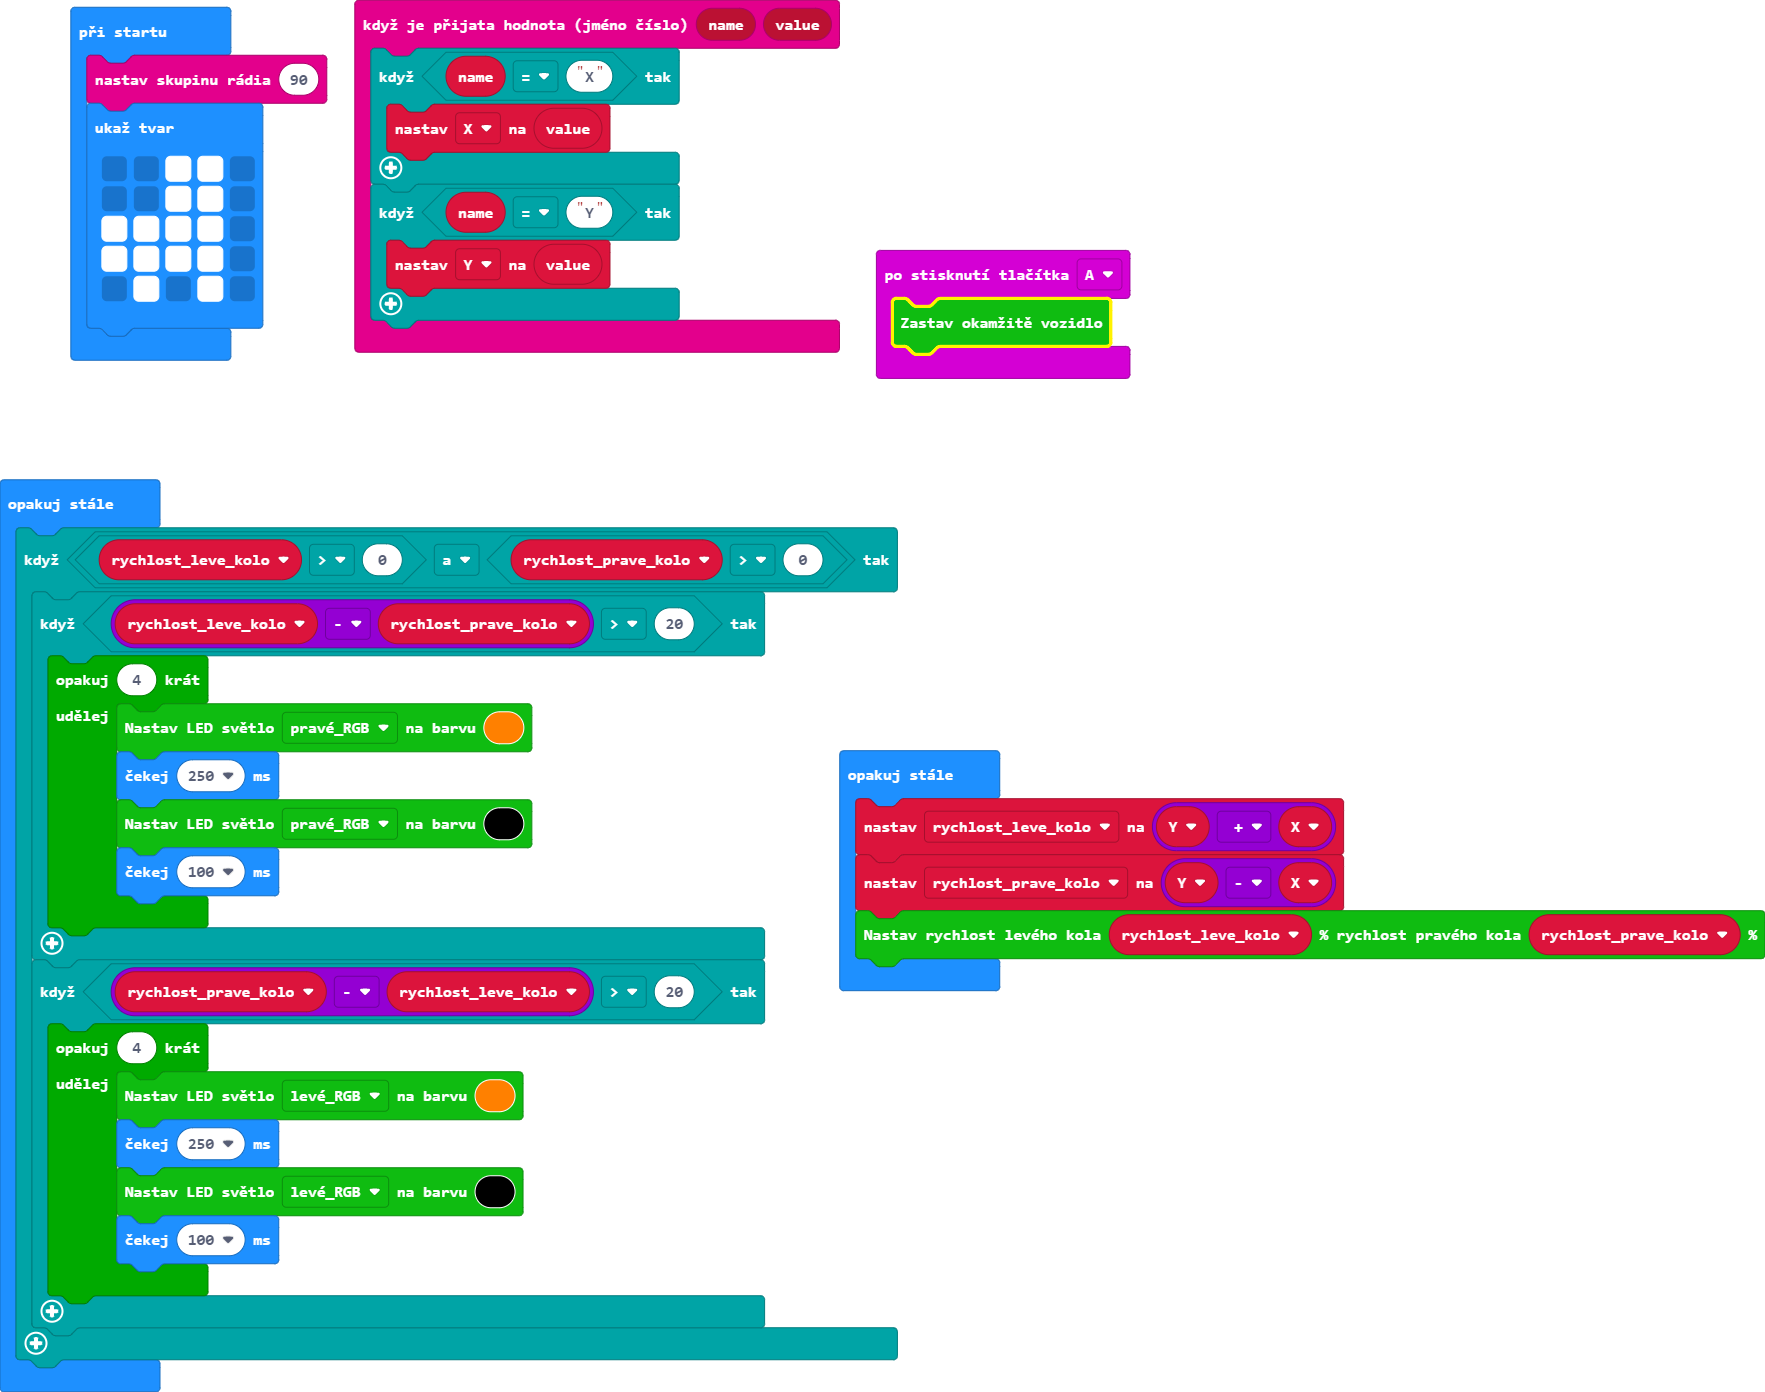 při startu
nastav skupinu rádia 90
ukaž tvar
když je přijata hodnota (jméno číslo) name value
když name = "X" tak
nastav X na value
když name = "Y" tak
nastav Y na value
po stisknutí tlačítka A
Zastav okamžitě vozidlo
opakuj stále
když rychlost_leve_kolo > 0 a rychlost_prave_kolo > 0 tak
když rychlost_leve_kolo - rychlost_prave_kolo > 20 tak
opakuj 4 krát
udělej
Nastav LED světlo pravé_RGB na barvu
čekej 250 ms
Nastav LED světlo pravé_RGB na barvu
čekej 100 ms
když rychlost_prave_kolo - rychlost_leve_kolo > 20 tak
opakuj 4 krát
udělej
Nastav LED světlo levé_RGB na barvu
čekej 250 ms
Nastav LED světlo levé_RGB na barvu
čekej 100 ms
opakuj stále
nastav rychlost_leve_kolo na Y + X
nastav rychlost_prave_kolo na Y - X
Nastav rychlost levého kola rychlost_leve_kolo % rychlost pravého kola rychlost_prave_kolo %